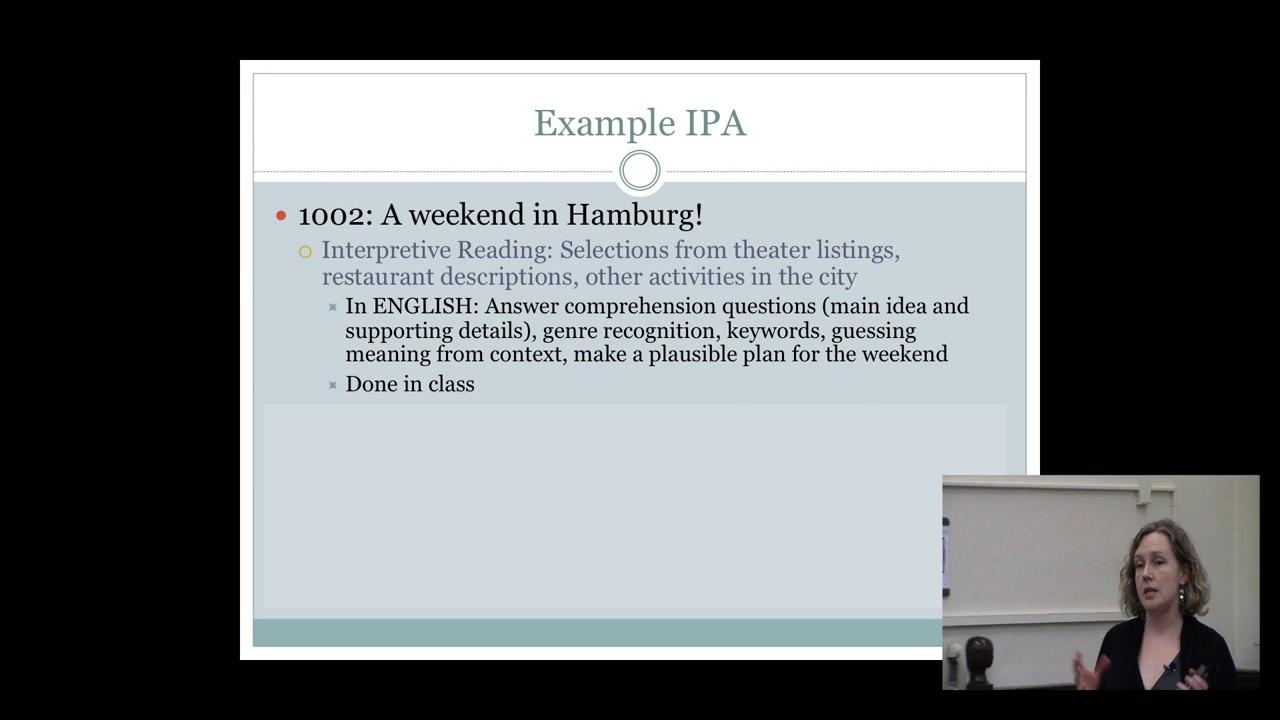 Example IPA
1002: A weekend in Hamburg!
Interpretive Reading: Selections from theater listings,
restaurant descriptions, other activities in the city
In ENGLISH: Answer comprehension questions (main idea and
supporting details), genre recognition, keywords, guessing
meaning from context, make a plausible plan for the weekend
Done in class